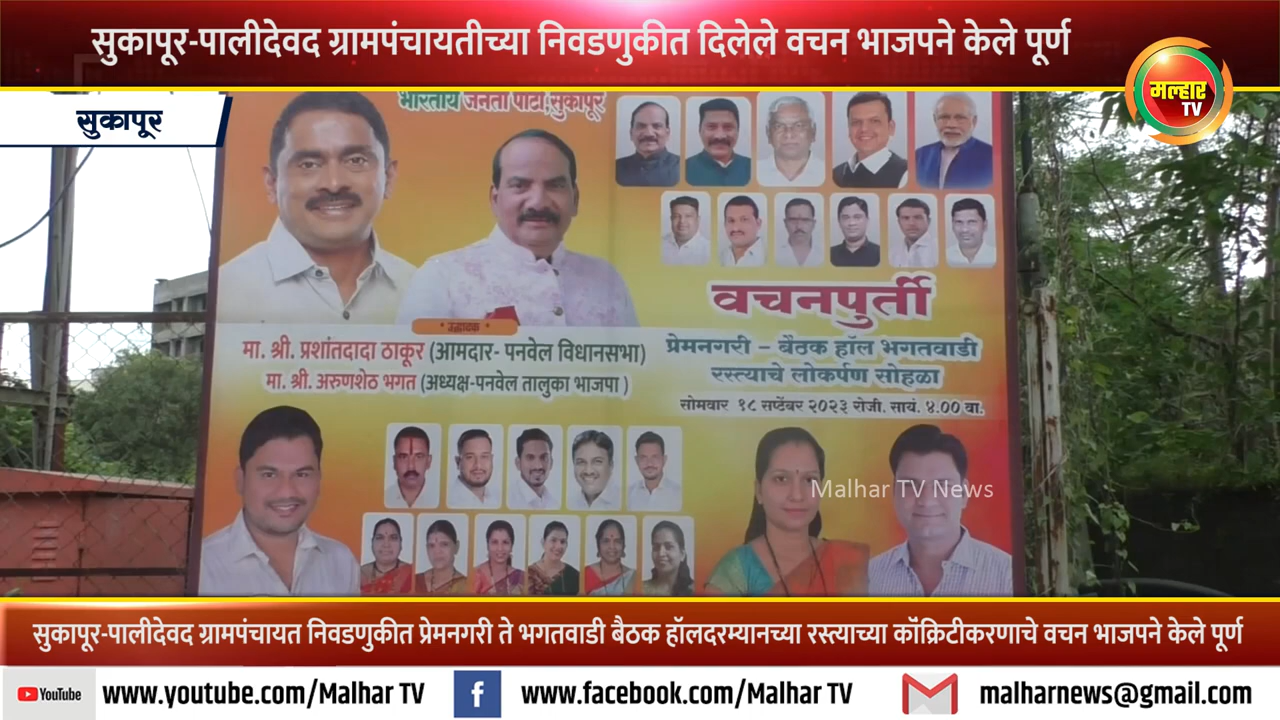 सुकापूर-पालीदेवद ग्रामपंचायतीच्या निवडणुकीत दिलेले वचन भाजपने केले पूर्ण
मल्हार
TV
सुकापूर
भारतीय जनता पार्टी, सुकापूर
उद्घाटक
मा. श्री. प्रशांतदादा ठाकूर (आमदार- पनवेल विधानसभा)
मा. श्री. अरुणशेठ भगत (अध्यक्ष-पनवेल तालुका भाजपा )
वचनपुर्ती
प्रेमनगरी – बैठक हॉल भगतवाडी
रस्त्याचे लोकर्पण सोहळा
सोमवार १८ सप्टेंबर २०२३ रोजी. सायं. ४.०० वा.
Malhar TV News
सुकापूर-पालीदेवद ग्रामपंचायत निवडणुकीत प्रेमनगरी ते भगतवाडी बैठक हॉलदरम्यानच्या रस्त्याच्या कॉंक्रिटीकरणाचे वचन भाजपने केले पूर्ण
YouTube www.youtube.com/Malhar TV
f www.facebook.com/Malhar TV
malharnews@gmail.com